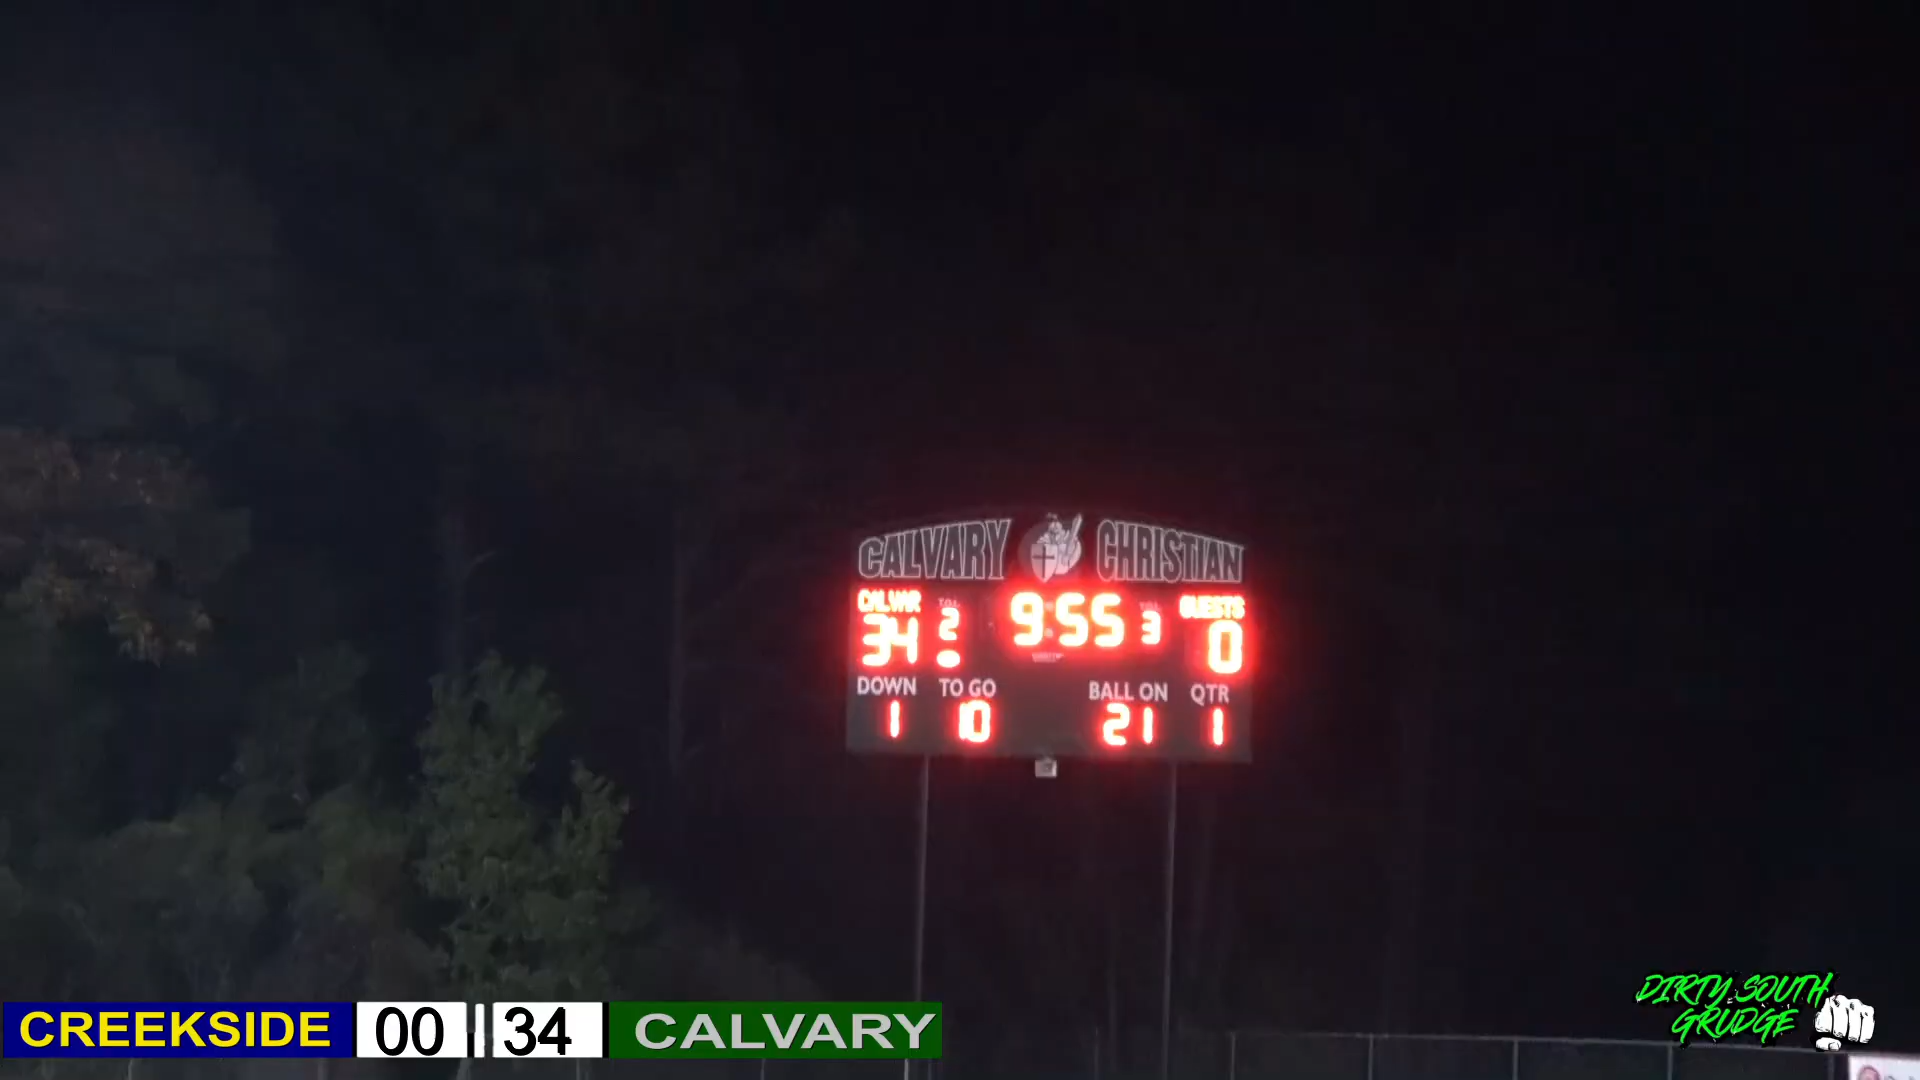 CALVARY CHRISTIAN
CALVAR T.O.L. 9:55 T.O.L. GUESTS
34 2 3 0
DOWN TO GO BALL ON QTR
1 10 21 1
CREEKSIDE 00 34 CALVARY
DIRTY SOUTH
GRUDGE